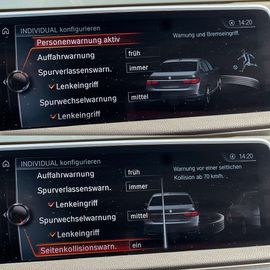 14:20
INDIVIDUAL konfigurieren
Personenwarnung aktiv
Warnung und Bremseingriff.
Auffahrwarnung früh
Spurverlassenswarn. immer
Lenkeingriff
Spurwechselwarnung mittel
Lenkeingriff
14:20
INDIVIDUAL konfigurieren
Warnung vor einer seitlichen
Kollision ab 70 km/h.
Auffahrwarnung früh
Spurverlassenswarn. immer
Lenkeingriff
Spurwechselwarnung mittel
Lenkeingriff
Seitenkollisionswarn. ein